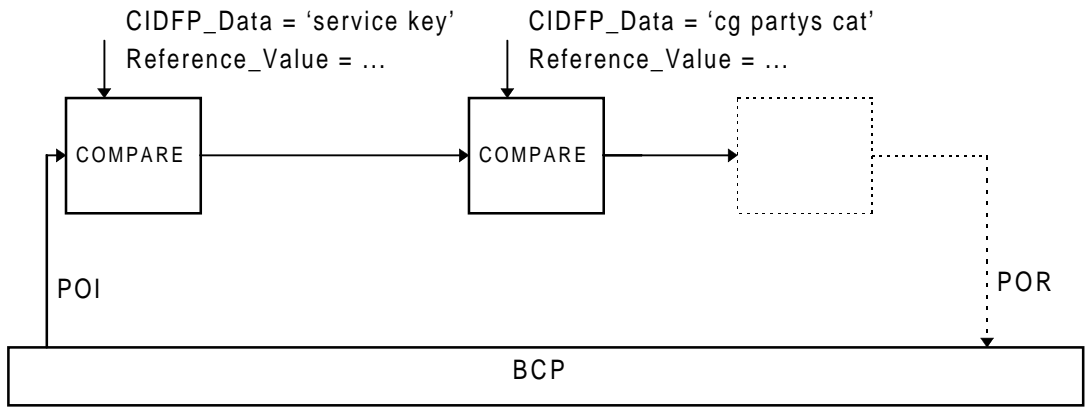 CIDFP_Data = ‘service key’
Reference_Value = ...
CIDFP_Data = ‘cg partys cat’
Reference_Value = ...
COMPARE
COMPARE
POI
POR
BCP